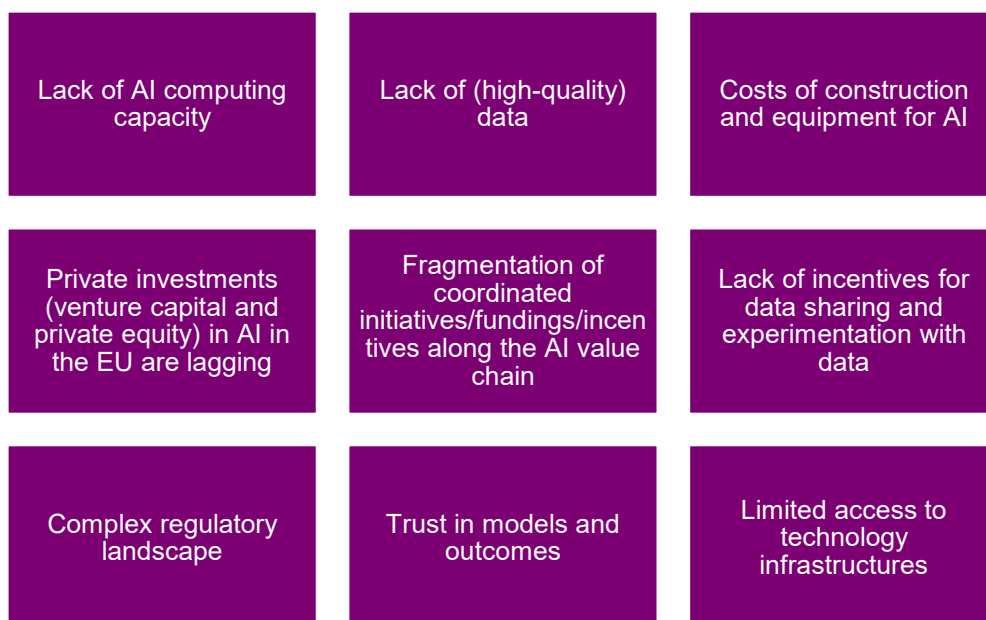 Lack of AI computing
capacity
Lack of (high-quality)
data
Costs of construction
and equipment for AI
Private investments
(venture capital and
private equity) in AI in
the EU are lagging
Fragmentation of
coordinated
initiatives/fundings/incen
tives along the AI value
chain
Lack of incentives for
data sharing and
experimentation with
data
Complex regulatory
landscape
Trust in models and
outcomes
Limited access to
technology
infrastructures